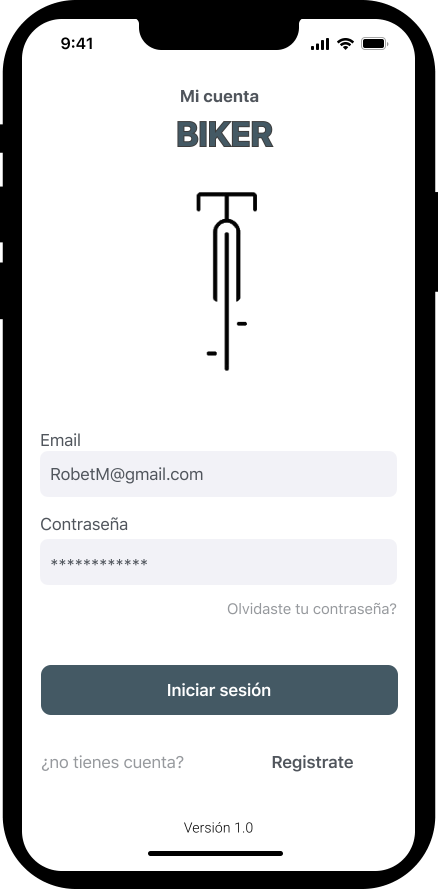 9:41
Mi cuenta
BIKER
Email
RobetM@gmail.com
Contraseña
************
Olvidaste tu contraseña?
Iniciar sesión
¿no tienes cuenta? Registrate
Versión 1.0